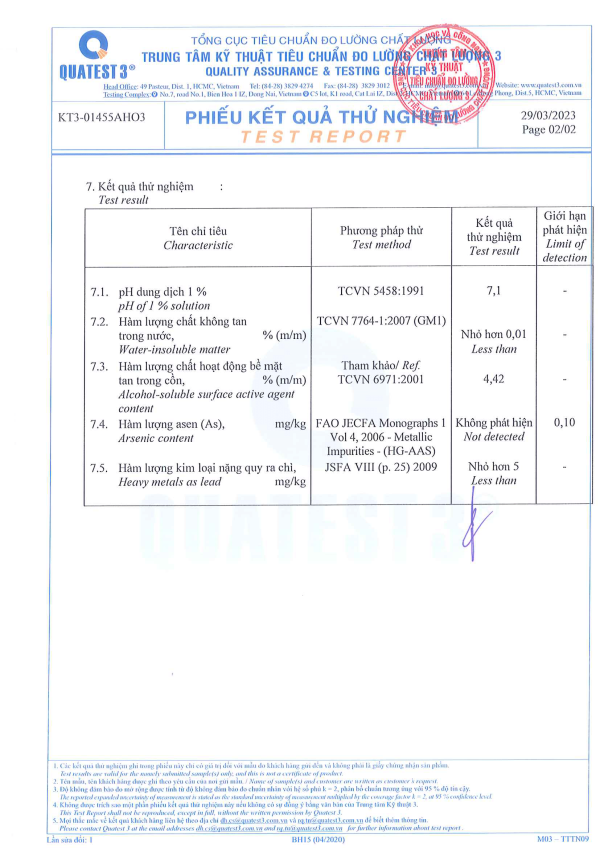 QUATEST 3®
TỔNG CỤC TIÊU CHUẨN ĐO LƯỜNG CHẤT LƯỢNG
TRUNG TÂM KỸ THUẬT TIÊU CHUẨN ĐO LƯỜNG CHẤT LƯỢNG 3
QUALITY ASSURANCE & TESTING CENTER 3
Head Office: 49 Pasteur, Dist. 1, HCMC, Vietnam Tel: (84-28) 3829 4274 Fax: (84-28) 3829 3012 Website: www.quatest3.com.vn
Testing Complex: No.7, road No.1, Bien Hoa 1 IZ, Dong Nai, Vietnam C5 lot, K1 road, Cat Lai IZ, Phong, Dist.5, HCMC, Vietnam
KỸ THUẬT
TIÊU CHUẨN ĐO LƯỜNG
CHẤT LƯỢNG 3
KT3-01455AHO3
PHIẾU KẾT QUẢ THỬ NGHIỆM
TEST REPORT
29/03/2023
Page 02/02
7. Kết quả thử nghiệm :
Test result
Tên chỉ tiêu
Characteristic
Phương pháp thử
Test method
Kết quả
thử nghiệm
Test result
Giới hạn
phát hiện
Limit of
detection
7.1. pH dung dịch 1 % TCVN 5458:1991 7,1 -
pH of 1 % solution
7.2. Hàm lượng chất không tan TCVN 7764-1:2007 (GM1)
trong nước, % (m/m) Nhỏ hơn 0,01 -
Water-insoluble matter Less than
7.3. Hàm lượng chất hoạt động bề mặt Tham khảo/ Ref.
tan trong cồn, % (m/m) TCVN 6971:2001 4,42 -
Alcohol-soluble surface active agent
content
7.4. Hàm lượng asen (As), mg/kg FAO JECFA Monographs 1 Không phát hiện 0,10
Arsenic content Vol 4, 2006 - Metallic Not detected
Impurities - (HG-AAS)
7.5. Hàm lượng kim loại nặng quy ra chì, JSFA VIII (p. 25) 2009 Nhỏ hơn 5 -
Heavy metals as lead mg/kg Less than
QUATEST 3®
1. Các kết quả thử nghiệm ghi trong phiếu này chỉ có giá trị đối với mẫu do khách hàng gửi đến và không phải là giấy chứng nhận sản phẩm.
Test results are valid for the namely submitted sample(s) only, and this is not a certificate of product.
2. Tên mẫu, tên khách hàng được ghi theo yêu cầu của nơi gửi mẫu. / Name of sample(s) and customer are written as customer's request.
3. Độ không đảm bảo đo mở rộng được tính từ độ không đảm bảo đo chuẩn nhân với hệ số phủ k = 2, phân bố chuẩn tương ứng với 95 % độ tin cậy.
The reported expanded uncertainty of measurement is stated as the standard uncertainty of measurement multiplied by the coverage factor k = 2, at 95 % confidence level.
4. Không được trích sao một phần phiếu kết quả thử nghiệm này nếu không có sự đồng ý bằng văn bản của Trung tâm Kỹ thuật 3.
This Test Report shall not be reproduced, except in full, without the written permission by Quatest 3.
5. Mọi thắc mắc về kết quả khách hàng liên hệ theo địa chỉ dh.cs@quatest3.com.vn and sg.tn@quatest3.com.vn để biết thêm thông tin.
Please contact Quatest 3 at the email addresses dh.cs@quatest3.com.vn and sg.tn@quatest3.com.vn for further information about test report.
Lần sửa đổi: 1 BH15 (04/2020) M03 – TTTN09